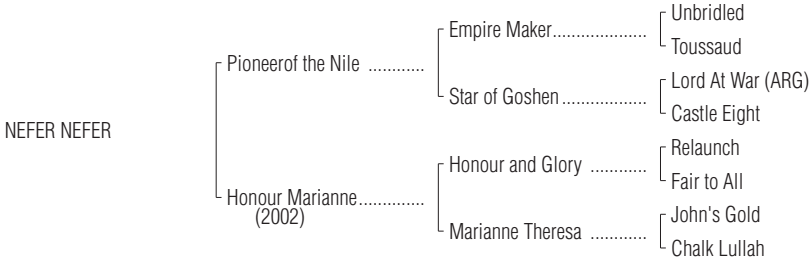 Unbridled
Empire Maker....................
Toussaud
Pioneerof the Nile ............
Lord At War (ARG)
Star of Goshen..................
Castle Eight
NEFER NEFER
Relaunch
Honour and Glory ............
Fair to All
Honour Marianne..............
(2002)
John's Gold
Marianne Theresa ............
Chalk Lullah